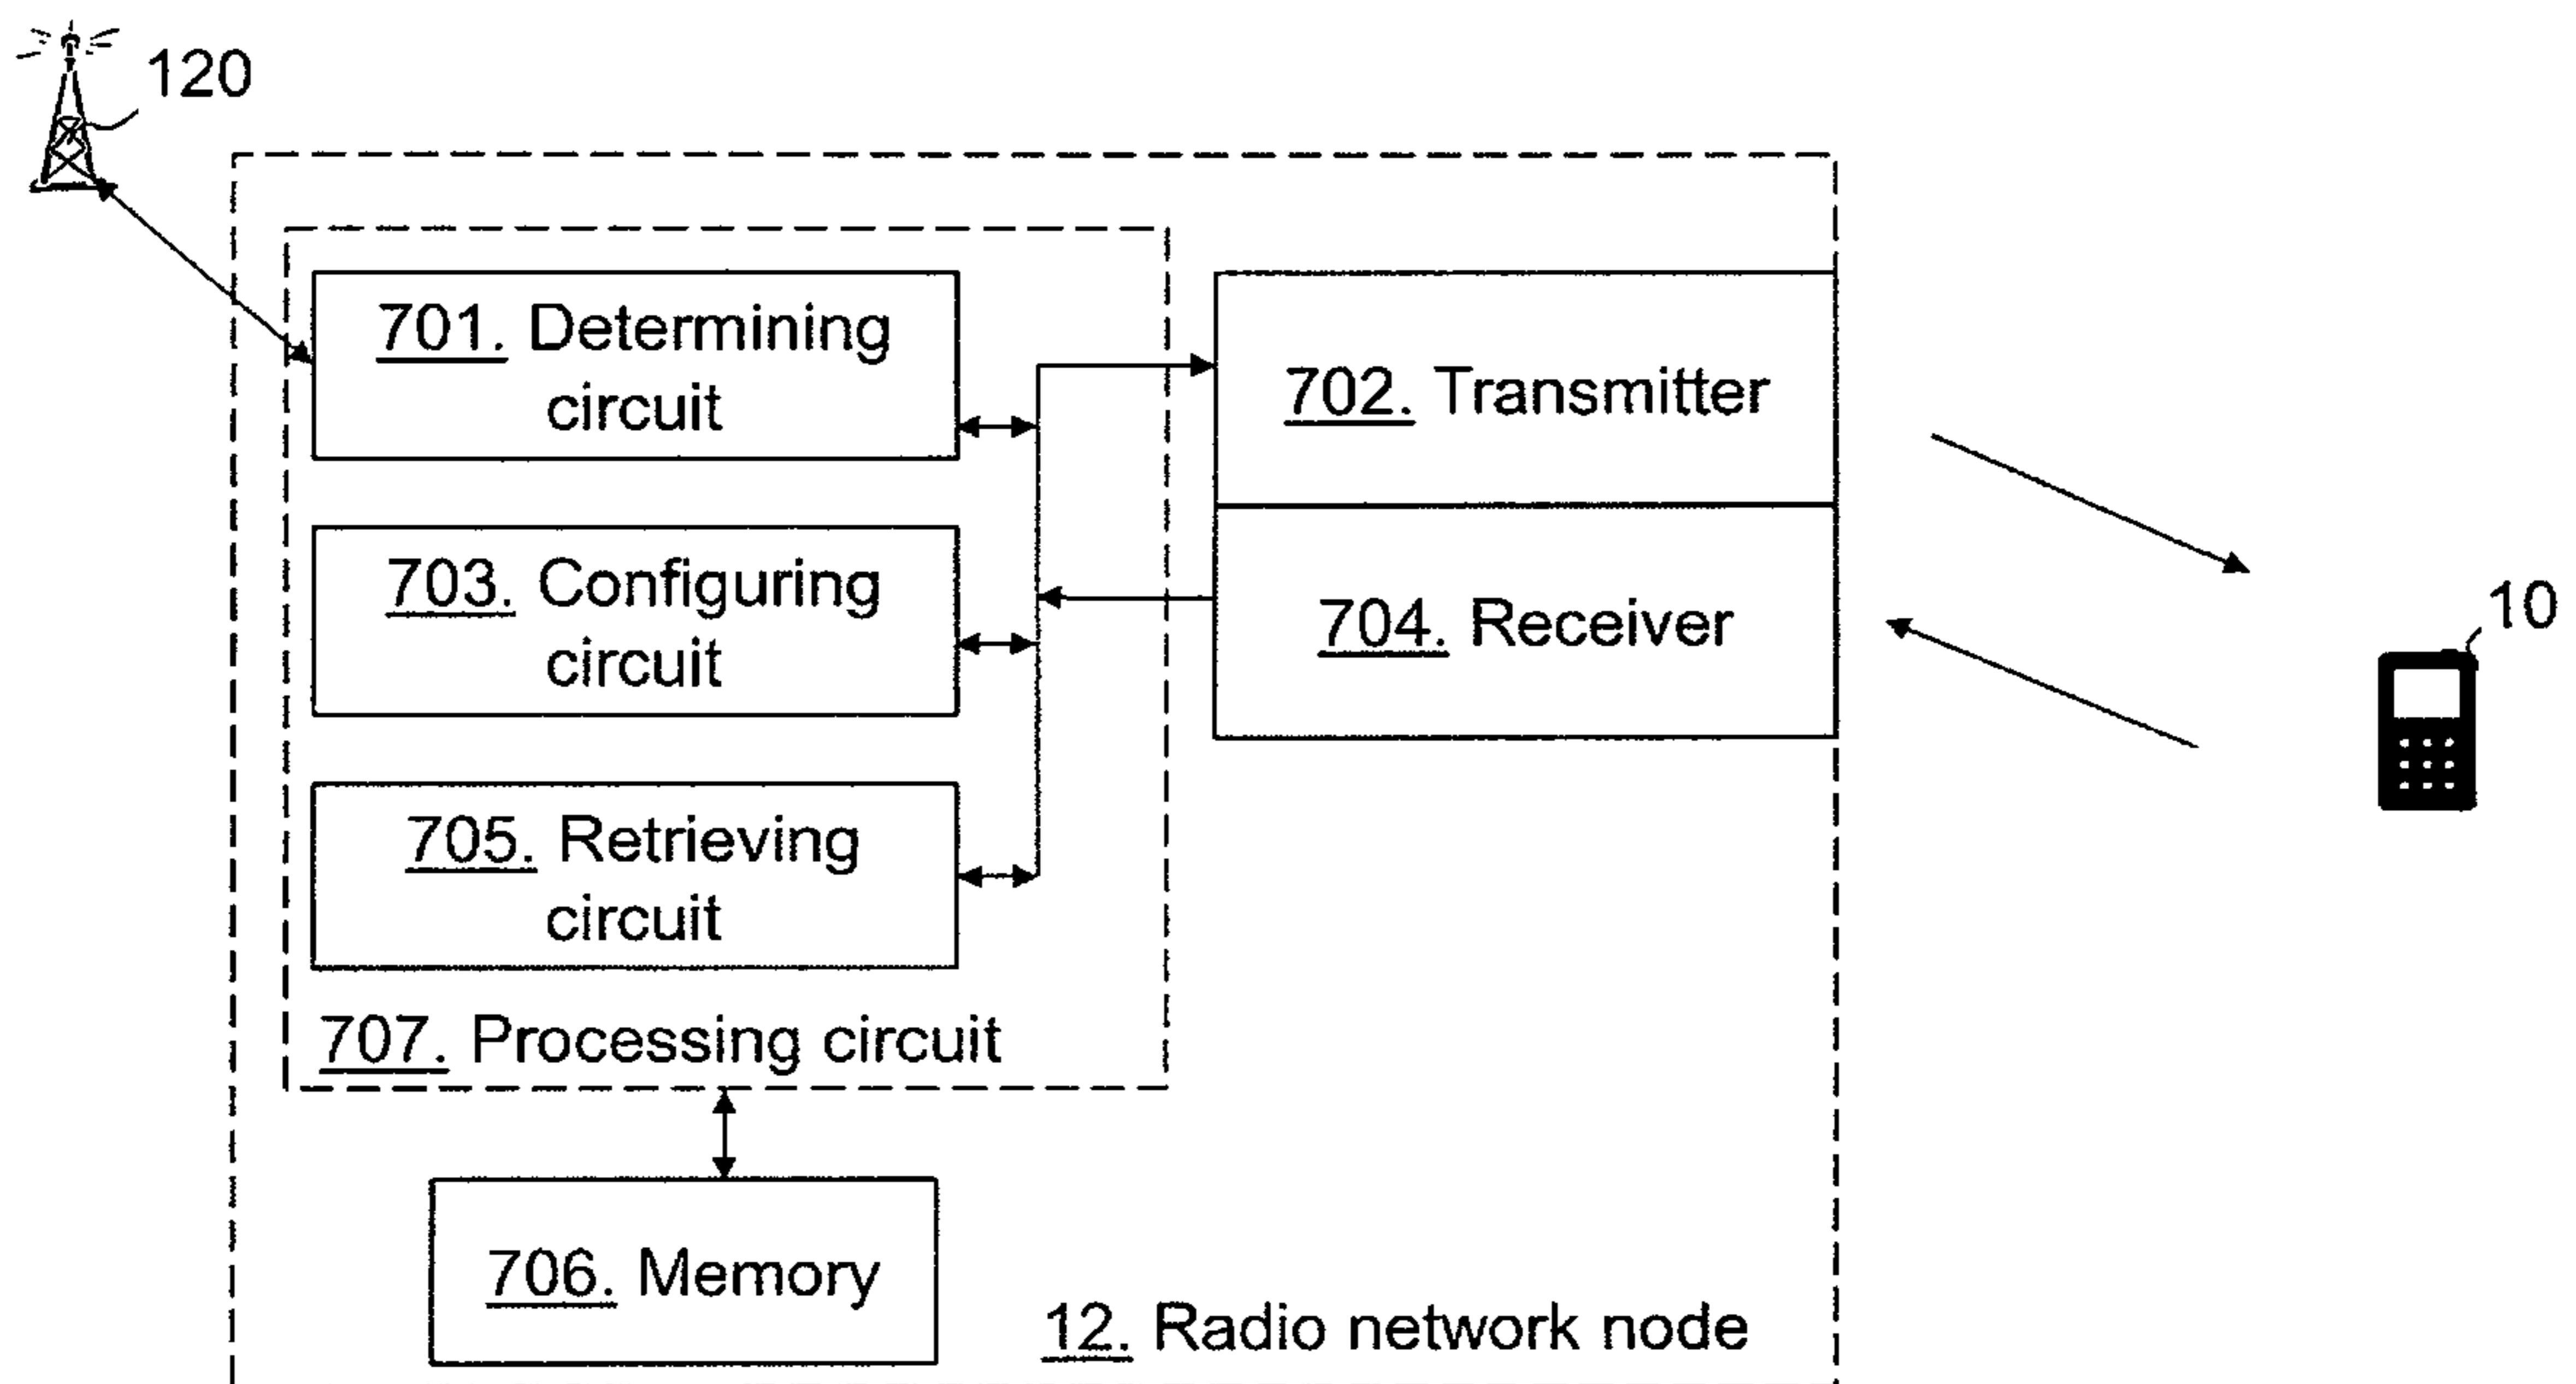 120
701. Determining
circuit
702. Transmitter
703. Configuring
circuit
704. Receiver
10
705. Retrieving
circuit
707. Processing circuit
706. Memory
12. Radio network node